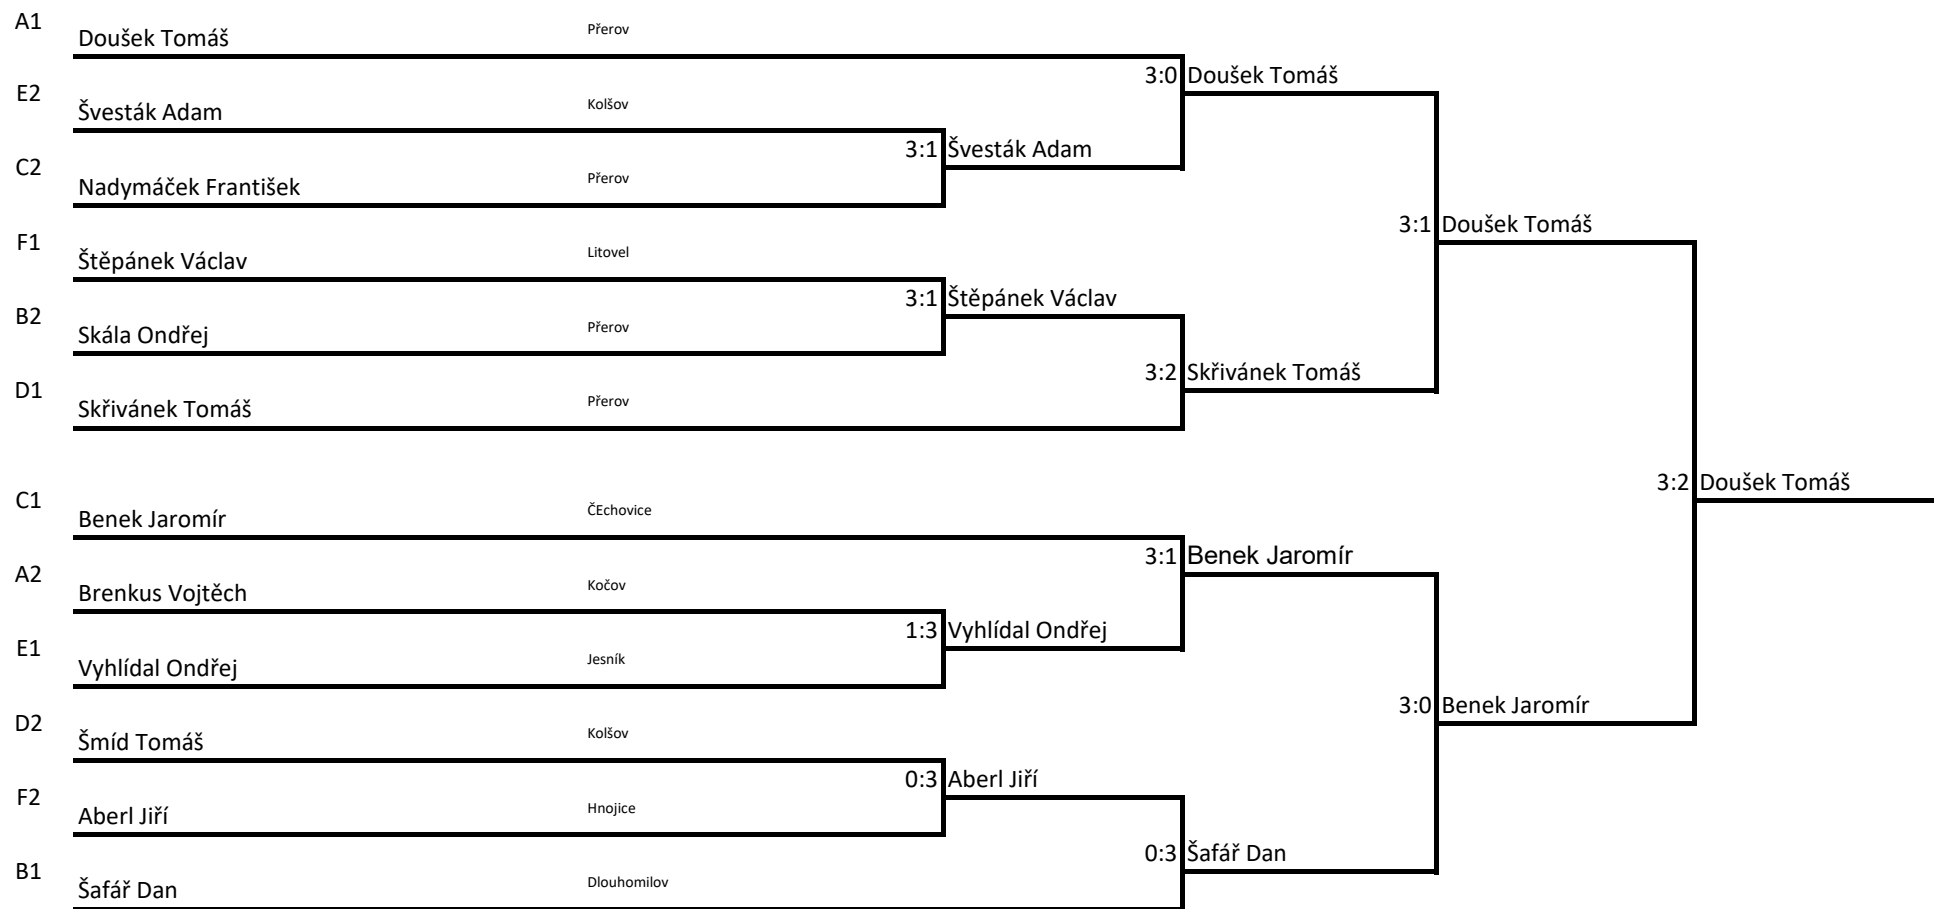 A1 Doušek Tomáš Přerov
3:0 Doušek Tomáš
E2 Švesták Adam Kolšov
3:1 Švesták Adam
C2 Nadymáček František Přerov
3:1 Doušek Tomáš
F1 Štěpánek Václav Litovel
3:1 Štěpánek Václav
B2 Skála Ondřej Přerov
3:2 Skřivánek Tomáš
D1 Skřivánek Tomáš Přerov
3:2 Doušek Tomáš
C1 Benek Jaromír ČEchovice
3:1 Benek Jaromír
A2 Brenkus Vojtěch Kočov
1:3 Vyhlídal Ondřej
E1 Vyhlídal Ondřej Jesník
3:0 Benek Jaromír
D2 Šmíd Tomáš Kolšov
0:3 Aberl Jiří
F2 Aberl Jiří Hnojice
0:3 Šafář Dan
B1 Šafář Dan Dlouhomilov